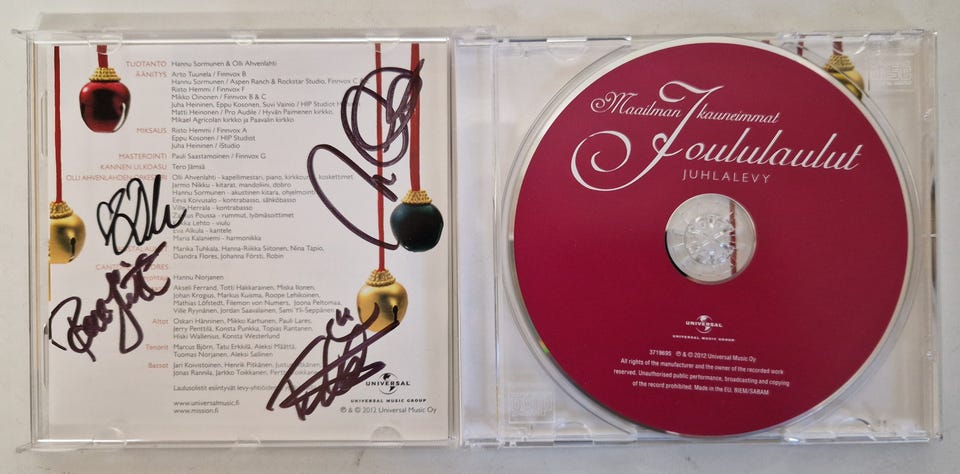 TUOTANTO Hannu Sormunen & Olli Ahvenlahti
ÄÄNITYS Arto Tuunela / Finnvox B
Hannu Sormunen / Aspen Ranch & Rockstar Studio, Finnvox C
Risto Hemmi / Finnvox F
Mikko Oinonen / Finnvox B & C
Juha Heininen, Eppu Kosonen, Suvi Vainio / HIP Studiot
Matti Heinonen / Pro Audile / Hyvän Paimenen kirkko,
Mikael Agricolan kirkko ja Paavalin kirkko
MIKSAUS Risto Hemmi / Finnvox A
Eppu Kosonen / HIP Studiot
Juha Heininen / iStudio
MASTEROINTI Pauli Saastamoinen / Finnvox G
KANNEN ULKOASU Tero Jämsä
OLLI AHVENLAHDEN Olli Ahvenlahti - kapellimestari, piano, koskettimet
Jarmo Nikku - kitarat, mandoliini, dobro
Hannu Sormunen - akustinen kitara, ohjelmointi
Eeva Koivusalo - kontrabasso, sähköbasso
Ville Herrala - kontrabasso
Poussa - rummut, lyömäsoittimet
Lehto - viulu
Eva Alkula - kantele
Maria Kalaniemi - harmonikka
Marika Tuhkala, Hanna-Riikka Siitonen, Nina Tapio,
Diandra Flores, Johanna Försti, Robin
Hannu Norjanen
Akseli Ferrand, Totti Hakkarainen, Miska Ilonen,
Johan Krogius, Markus Kuisma, Roope Lehikoinen,
Mathias Löfstedt, Filemon von Numers, Joona Peltomaa,
Ville Ryynänen, Jordan Saavalainen, Sami Yli-Seppänen
Altot Oskari Hänninen, Mikko Karhunen, Pauli Lares,
Jerry Penttilä, Konsta Punkka, Topias Rantanen,
Hiski Wallenius, Konsta Westerlund
Tenorit Marcus Björn, Tatu Erkkilä, Aleksi Määttä,
Tuomas Norjanen, Aleksi Sallinen
Bassot Jari Koivistoinen, Henrik Pitkänen,
Jonas Rannila, Jarkko Toikkanen,
Laulusolistit esiintyvät levy-yhtiöiden
www.universalmusic.fi
www.mission.fi
UNIVERSAL
UNIVERSAL MUSIC GROUP
℗ & © 2012 Universal Music Oy
Maailman kauneimmat
Joululaulut
JUHLALEVY
UNIVERSAL
UNIVERSAL MUSIC GROUP
3719695 ℗ & © 2012 Universal Music Oy
All rights of the manufacturer and the owner of the recorded work
reserved. Unauthorised public performance, broadcasting and copying
of the record prohibited. Made in the EU. BIEM/SABAM